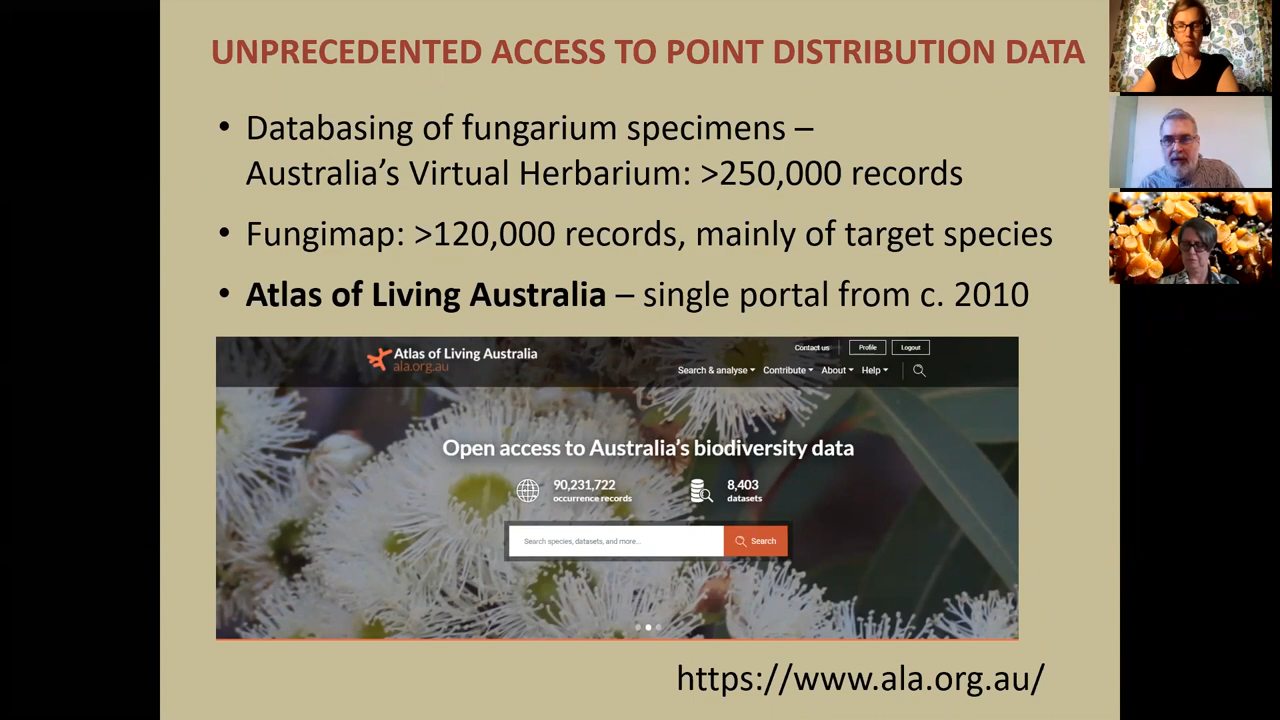 UNPRECEDENTED ACCESS TO POINT DISTRIBUTION DATA
• Databasing of fungarium specimens –
Australia’s Virtual Herbarium: >250,000 records
• Fungimap: >120,000 records, mainly of target species
• Atlas of Living Australia – single portal from c. 2010
Atlas of Living Australia
ala.org.au
Contact us
Profile
Logout
Search & analyse
Contribute
About
Help
Open access to Australia’s biodiversity data
90,231,722
occurrence records
8,403
datasets
Search species, datasets, and more...
Search
https://www.ala.org.au/